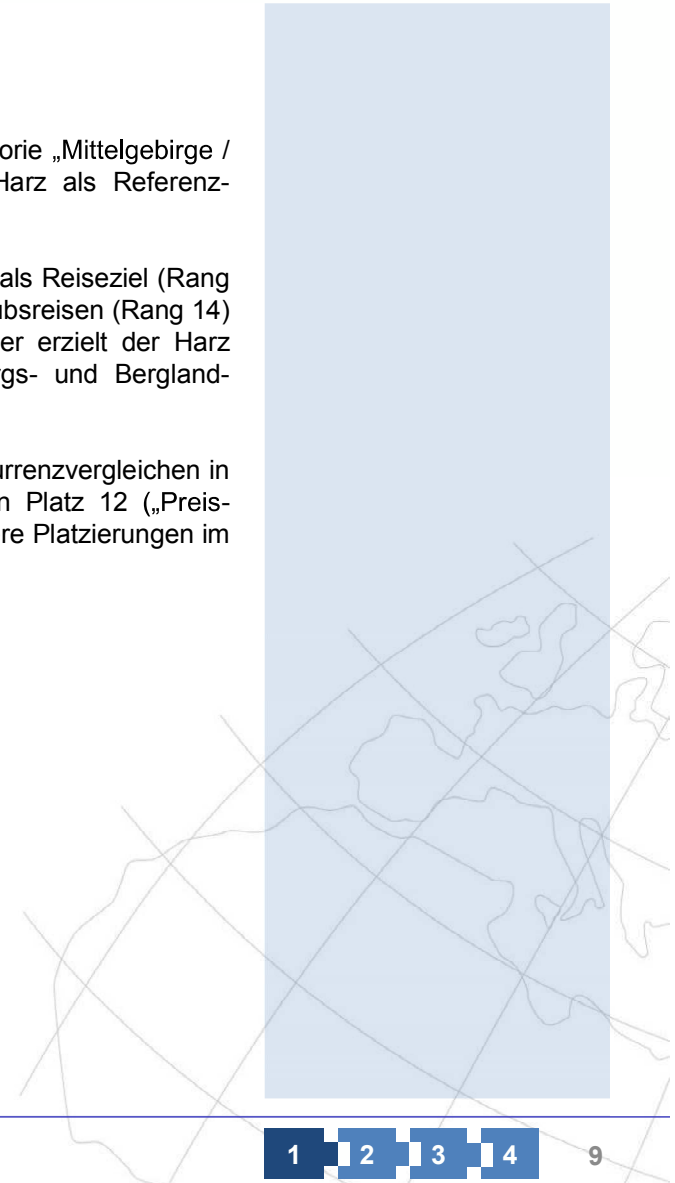 orie „Mittelgebirge /
Harz als Referenz-
als Reiseziel (Rang
ubsreisen (Rang 14)
er erzielt der Harz
rgs- und Bergland-
urrenzvergleichen in
n Platz 12 („Preis-
re Platzierungen im
1 2 3 4 9